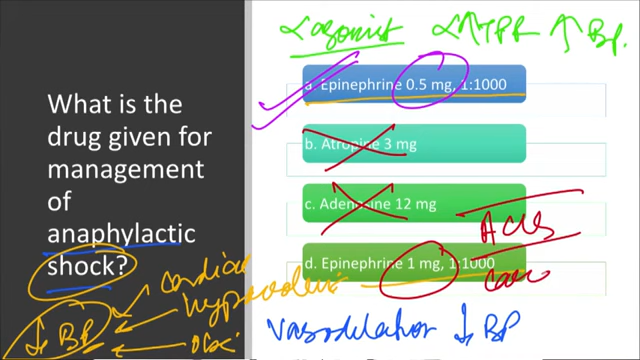 α agonist α ↑TPR ↑ BP.
What is the
drug given for
management
of
anaphylactic
shock?
a. Epinephrine 0.5 mg, 1:1000
b. Atropine 3 mg
c. Adenosine 12 mg
d. Epinephrine 1 mg, 1:1000
ACLS
cardiac
↓ BP
vasodilation ↓ BP